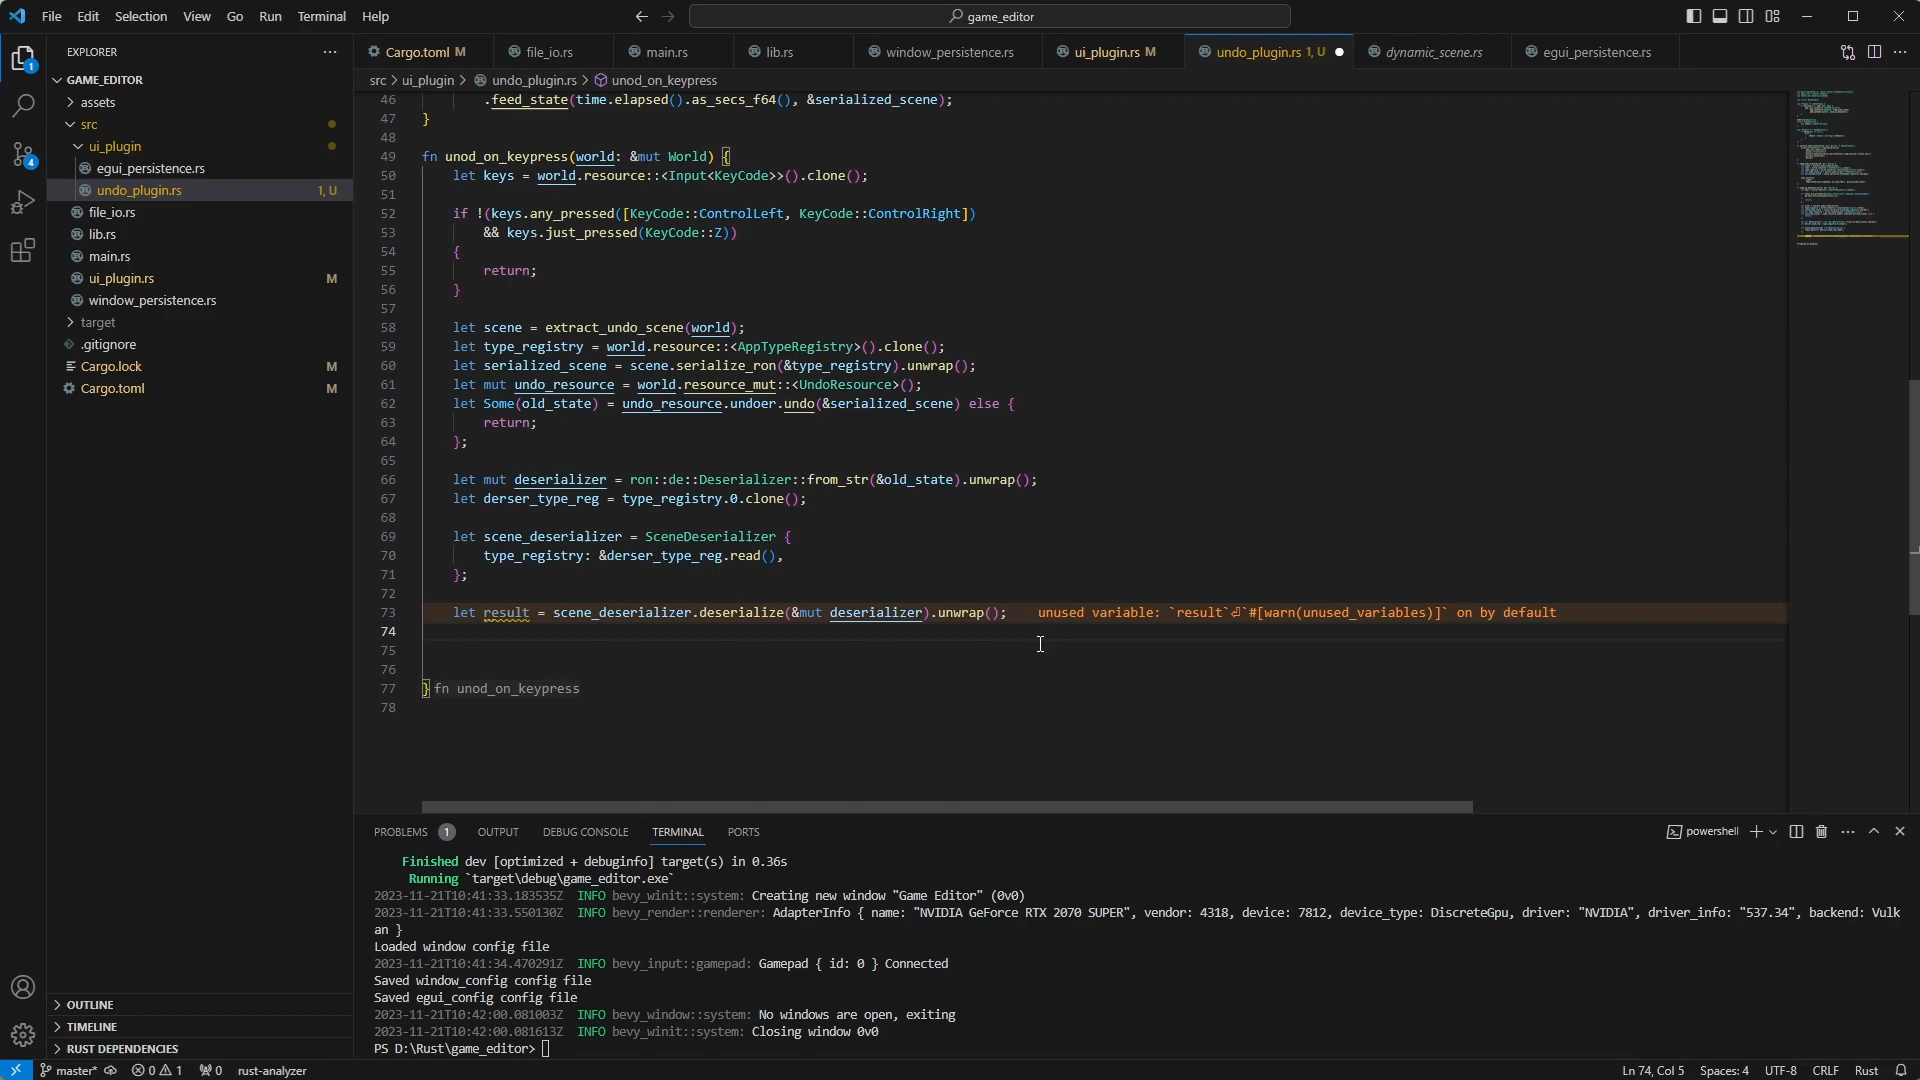 File Edit Selection View Go Run Terminal Help
game_editor
EXPLORER
GAME_EDITOR
assets
src
ui_plugin
egui_persistence.rs
undo_plugin.rs 1, U
file_io.rs
lib.rs
main.rs
ui_plugin.rs M
window_persistence.rs
target
.gitignore
Cargo.lock M
Cargo.toml M
OUTLINE
TIMELINE
RUST DEPENDENCIES
1
4
Cargo.toml M file_io.rs main.rs lib.rs window_persistence.rs ui_plugin.rs M undo_plugin.rs 1, U dynamic_scene.rs egui_persistence.rs
src > ui_plugin > undo_plugin.rs > unod_on_keypress
46 .feed_state(time.elapsed().as_secs_f64(), &serialized_scene);
47 }
48
49 fn unod_on_keypress(world: &mut World) {
50 let keys = world.resource::<Input<KeyCode>>().clone();
51
52 if !(keys.any_pressed([KeyCode::ControlLeft, KeyCode::ControlRight])
53 && keys.just_pressed(KeyCode::Z))
54 {
55 return;
56 }
57
58 let scene = extract_undo_scene(world);
59 let type_registry = world.resource::<AppTypeRegistry>().clone();
60 let serialized_scene = scene.serialize_ron(&type_registry).unwrap();
61 let mut undo_resource = world.resource_mut::<UndoResource>();
62 let Some(old_state) = undo_resource.undoer.undo(&serialized_scene) else {
63 return;
64 };
65
66 let mut deserializer = ron::de::Deserializer::from_str(&old_state).unwrap();
67 let derser_type_reg = type_registry.0.clone();
68
69 let scene_deserializer = SceneDeserializer {
70 type_registry: &derser_type_reg.read(),
71 };
72
73 let result = scene_deserializer.deserialize(&mut deserializer).unwrap(); unused variable: `result`⏎`#[warn(unused_variables)]` on by default
74
75
76
77 } fn unod_on_keypress
78
PROBLEMS 1 OUTPUT DEBUG CONSOLE TERMINAL PORTS
powershell
Finished dev [optimized + debuginfo] target(s) in 0.36s
Running `target\debug\game_editor.exe`
2023-11-21T10:41:33.183535Z INFO bevy_winit::system: Creating new window "Game Editor" (0v0)
2023-11-21T10:41:33.550130Z INFO bevy_render::renderer: AdapterInfo { name: "NVIDIA GeForce RTX 2070 SUPER", vendor: 4318, device: 7812, device_type: DiscreteGpu, driver: "NVIDIA", driver_info: "537.34", backend: Vulk
an }
Loaded window config file
2023-11-21T10:41:34.470291Z INFO bevy_input::gamepad: Gamepad { id: 0 } Connected
Saved window_config config file
Saved egui_config config file
2023-11-21T10:42:00.081003Z INFO bevy_window::system: No windows are open, exiting
2023-11-21T10:42:00.081613Z INFO bevy_winit::system: Closing window 0v0
PS D:\Rust\game_editor>
master* 0 1 0 rust-analyzer Ln 74, Col 5 Spaces: 4 UTF-8 CRLF Rust